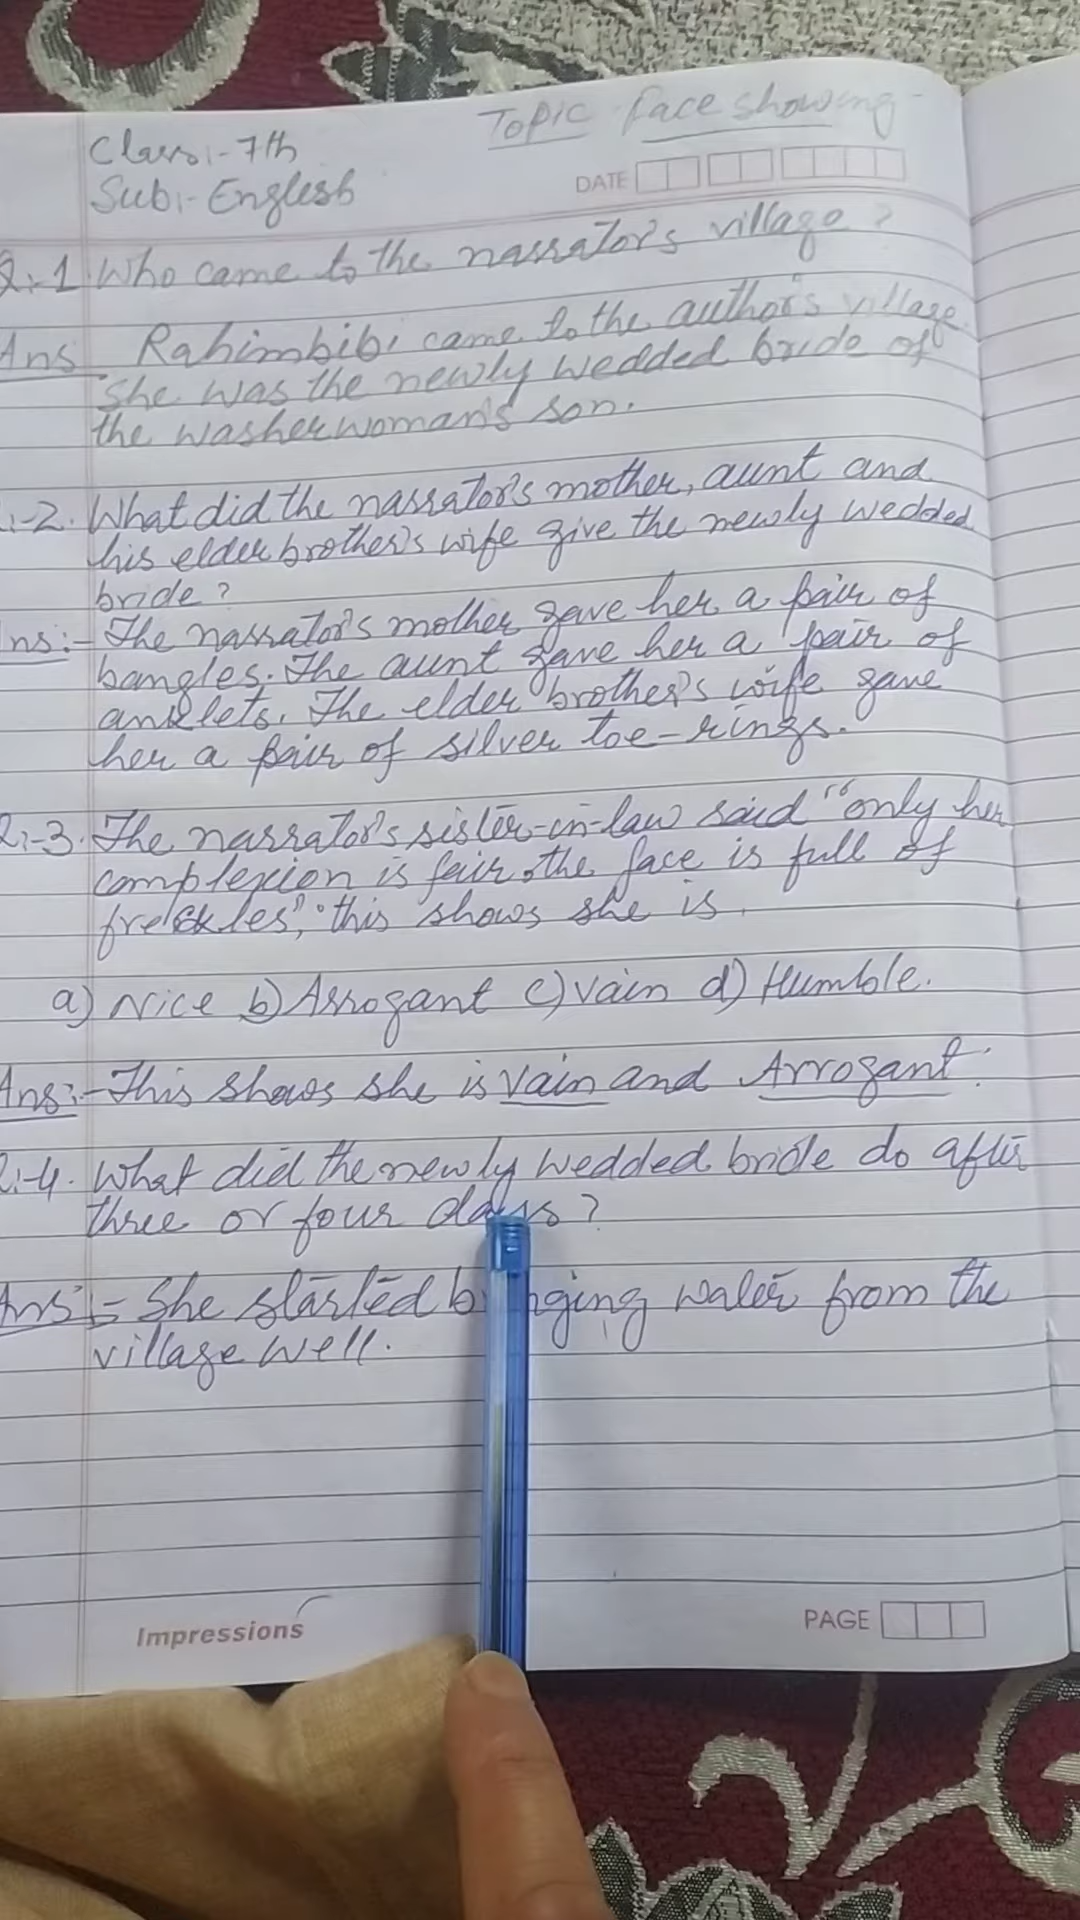 Topic Face showing
Class:-7th
DATE
Sub:- English
Q:-1. Who came to the narrator's village?
Ans Rahimbibi came to the author's village.
She was the newly wedded bride of
the washerwoman's son.
:-2. What did the narrator's mother, aunt and
his elder brother's wife give the newly wedded
bride?
ns:- The narrator's mother gave her a pair of
bangles. The aunt gave her a pair of
anklets. The elder brother's wife gave
her a pair of silver toe-rings.
Q:-3. The narrator's sister-in-law said "only her
complexion is fair, the face is full of
freckles", this shows she is.
a) Nice b) Arrogant c) Vain d) Humble.
Ans:- This shows she is Vain and Arrogant.
Q:-4. What did the newly wedded bride do after
three or four days?
Ans:- She started b nging water from the
village well.
Impressions
PAGE